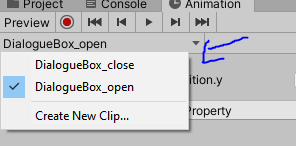 Project Console Animation
Preview
DialogueBox_open
DialogueBox_close
DialogueBox_open
Create New Clip...
ition.y
Property